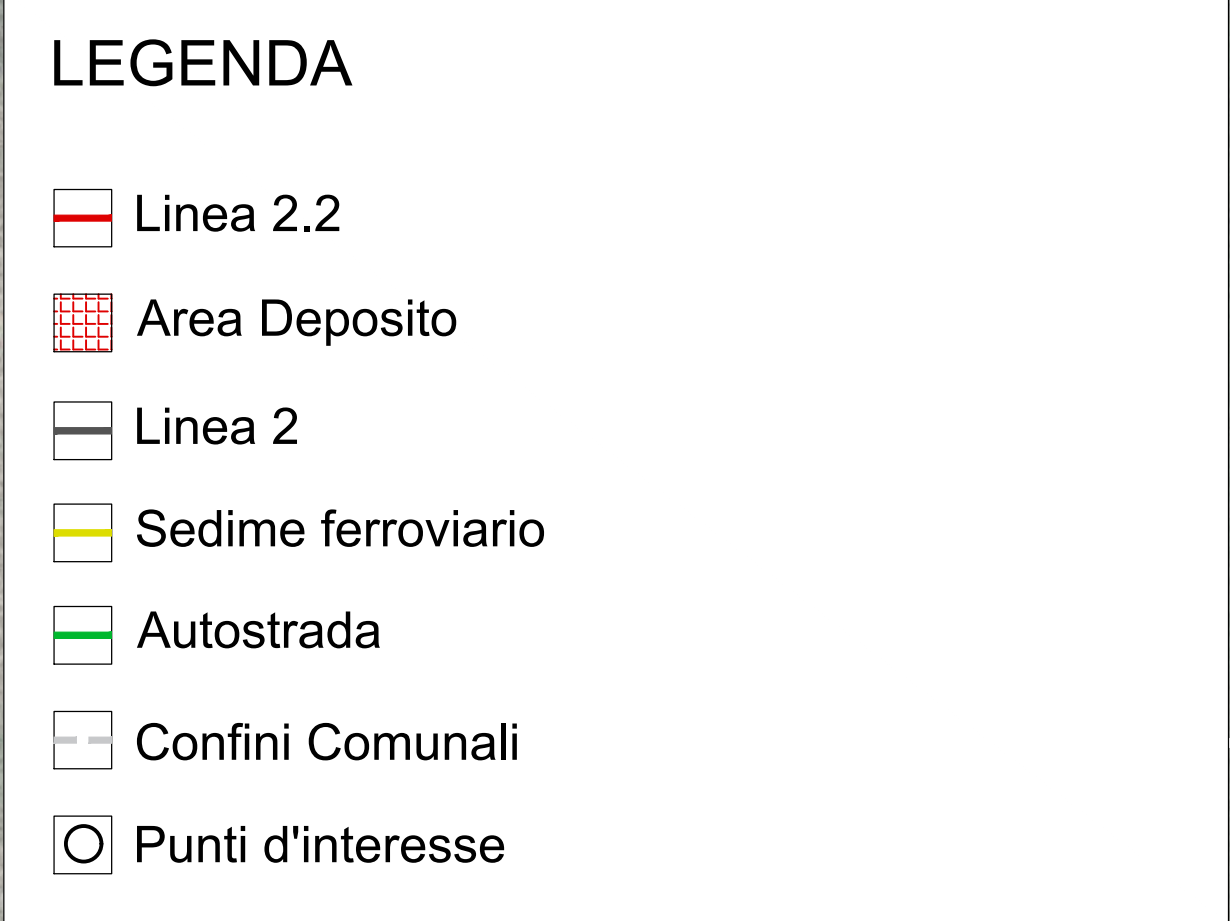 LEGENDA
Linea 2.2
Area Deposito
Linea 2
Sedime ferroviario
Autostrada
Confini Comunali
Punti d'interesse